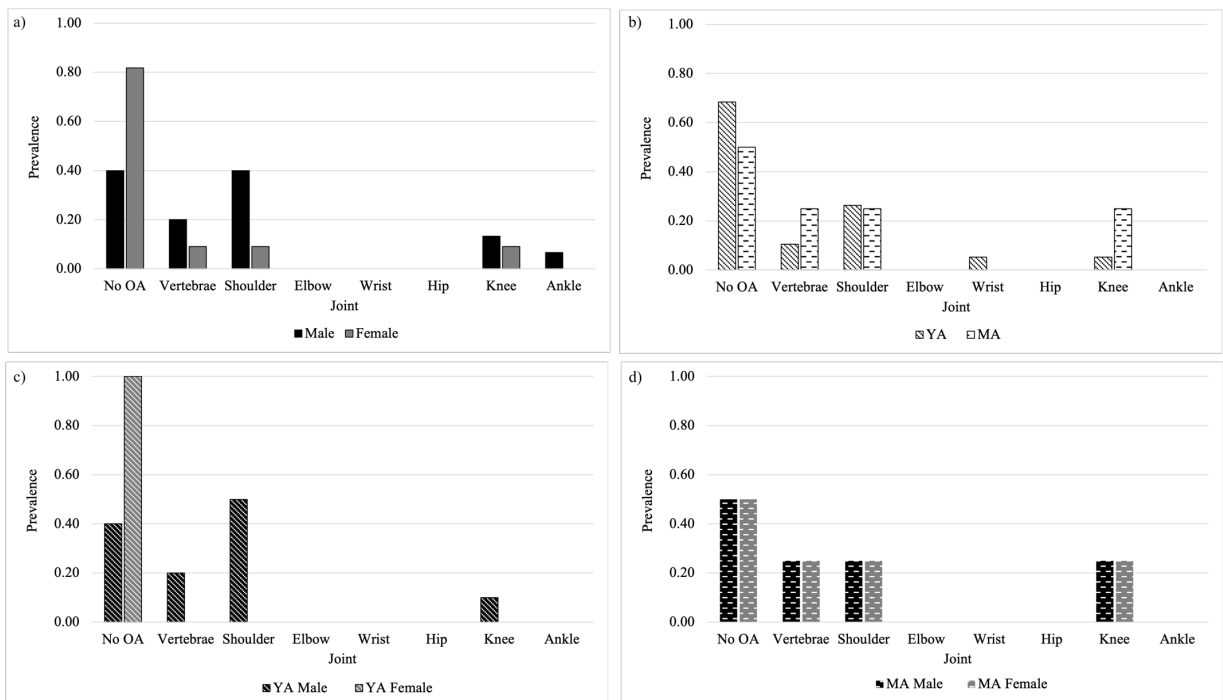 a)
1.00
0.80
0.60
0.40
0.20
0.00
Prevalence
No OA Vertebrae Shoulder Elbow Wrist Hip Knee Ankle
Joint
Male Female
b)
1.00
0.80
0.60
0.40
0.20
0.00
Prevalence
No OA Vertebrae Shoulder Elbow Wrist Hip Knee Ankle
Joint
YA MA
c)
1.00
0.80
0.60
0.40
0.20
0.00
Prevalence
No OA Vertebrae Shoulder Elbow Wrist Hip Knee Ankle
Joint
YA Male YA Female
d)
1.00
0.80
0.60
0.40
0.20
0.00
Prevalence
No OA Vertebrae Shoulder Elbow Wrist Hip Knee Ankle
Joint
MA Male MA Female